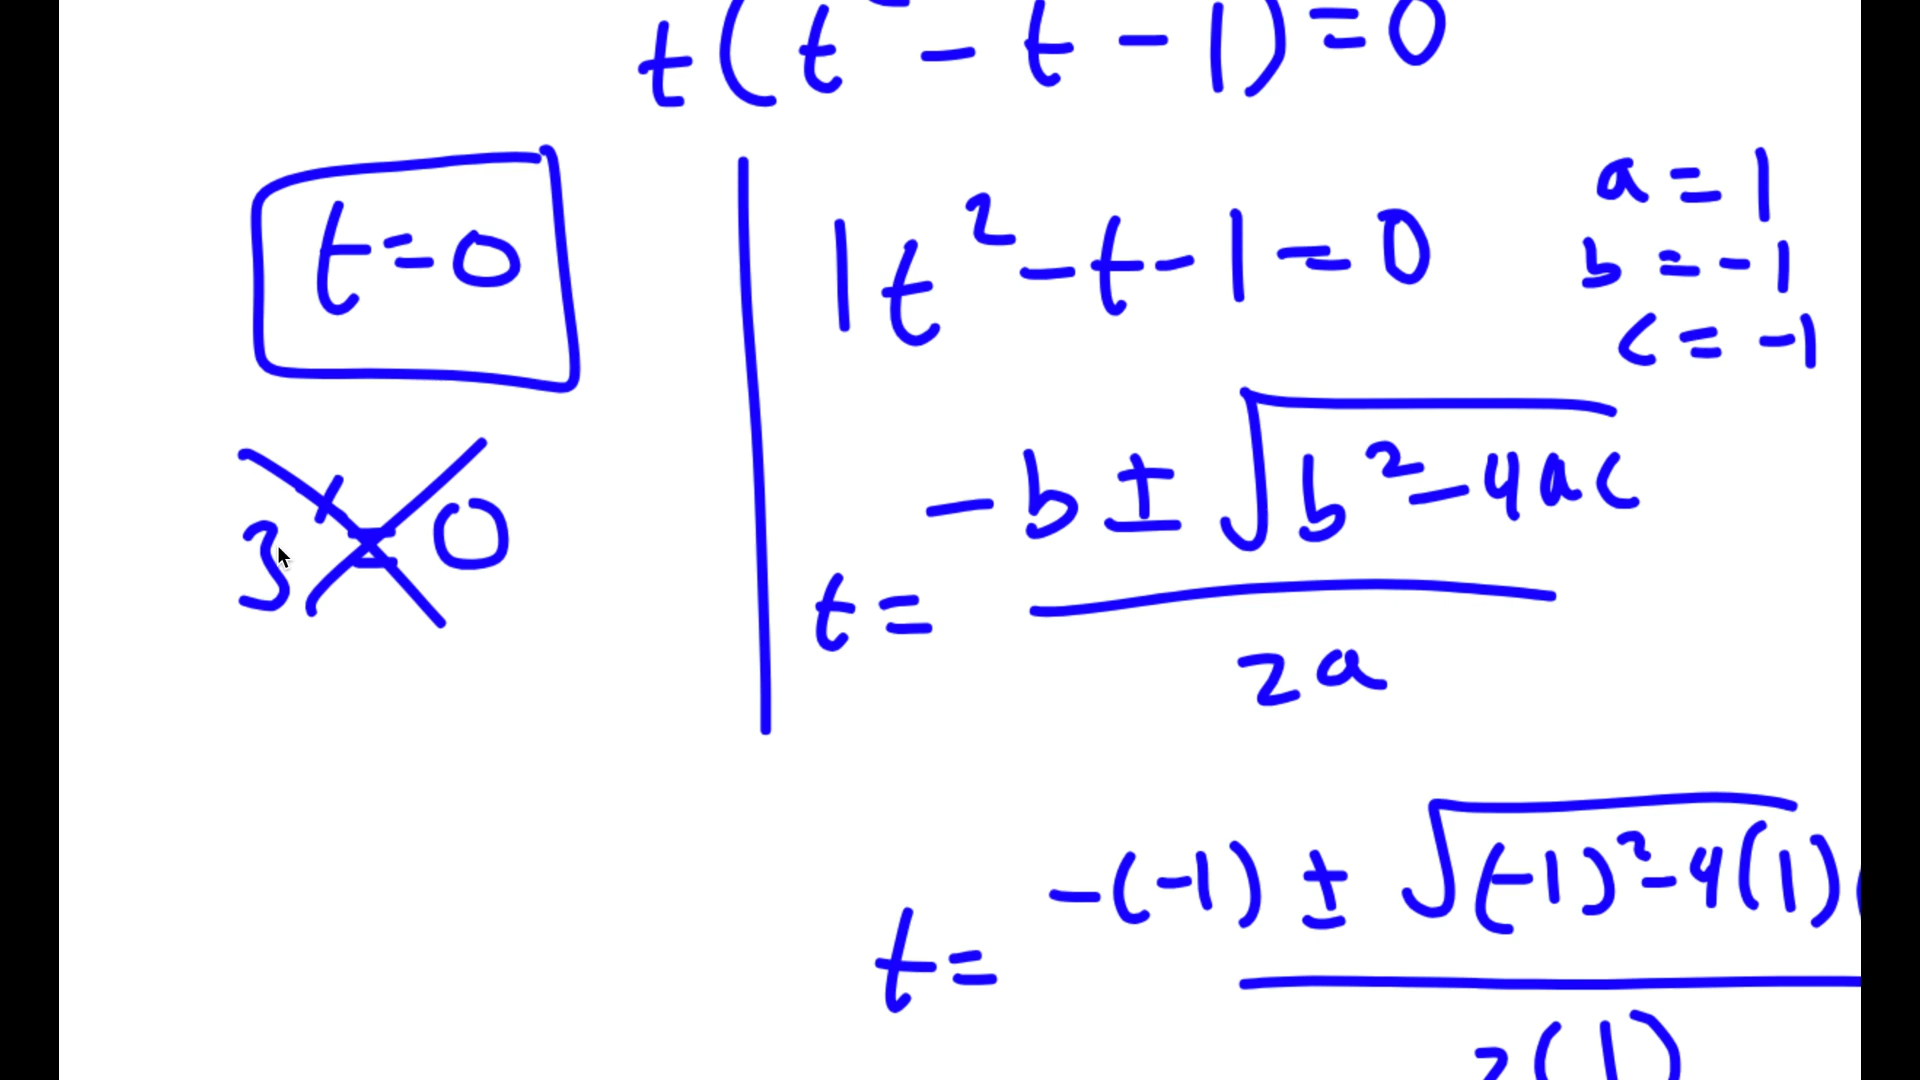 t(t² - t - 1) = 0
t = 0
1t² - t - 1 = 0
a = 1
b = -1
c = -1
3^x = 0
t = (-b ± √(b² - 4ac)) / 2a
t = (-(-1) ± √((-1)² - 4(1)( / 2(1)